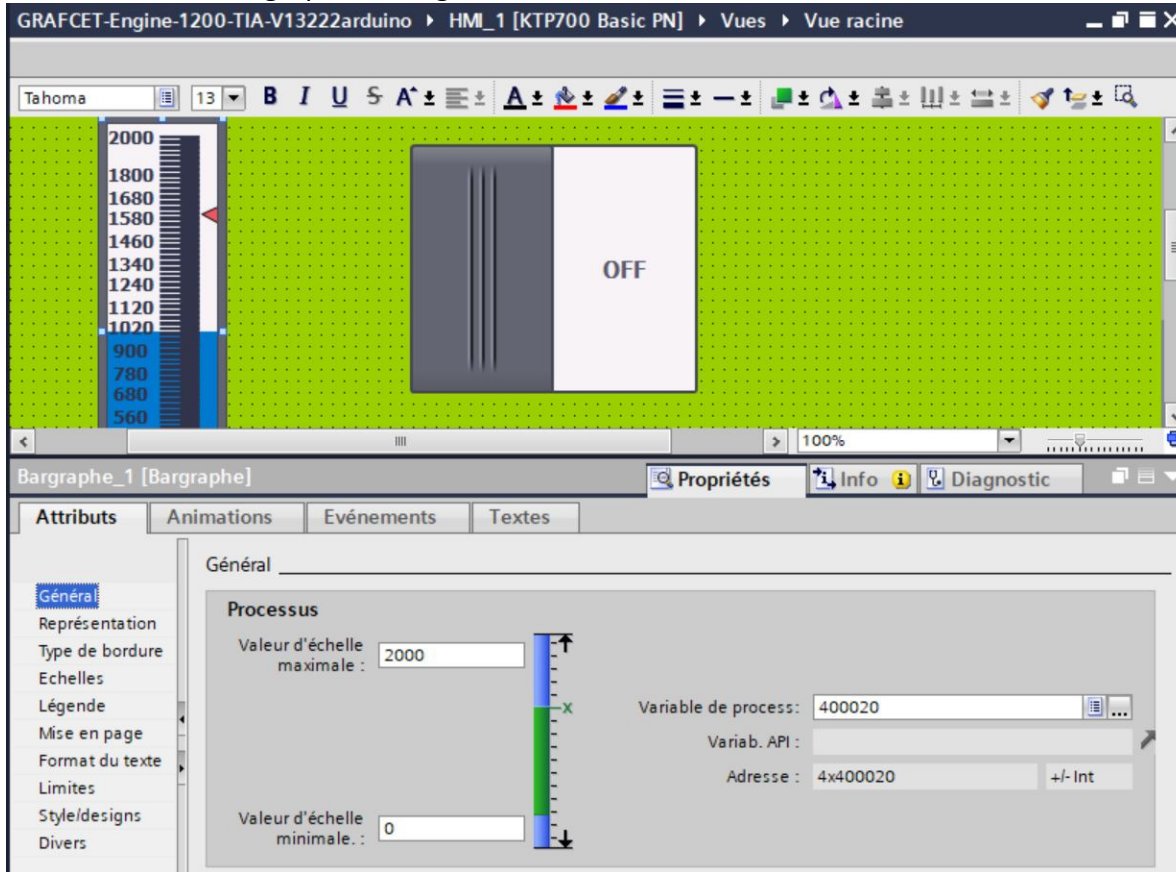 GRAFCET-Engine-1200-TIA-V13222arduino ▸ HMI_1 [KTP700 Basic PN] ▸ Vues ▸ Vue racine
Tahoma 13 B I U S A A
2000
1800
1680
1580
1460
1340
1240
1120
1020
900
780
680
560
OFF
100%
Bargraphe_1 [Bargraphe]
Propriétés Info Diagnostic
Attributs Animations Evénements Textes
Général
Général
Représentation
Type de bordure
Echelles
Légende
Mise en page
Format du texte
Limites
Style/designs
Divers
Processus
Valeur d'échelle
maximale : 2000
x
Variable de process: 400020 ...
Variab. API :
Adresse : 4x400020 +/- Int
Valeur d'échelle
minimale. : 0